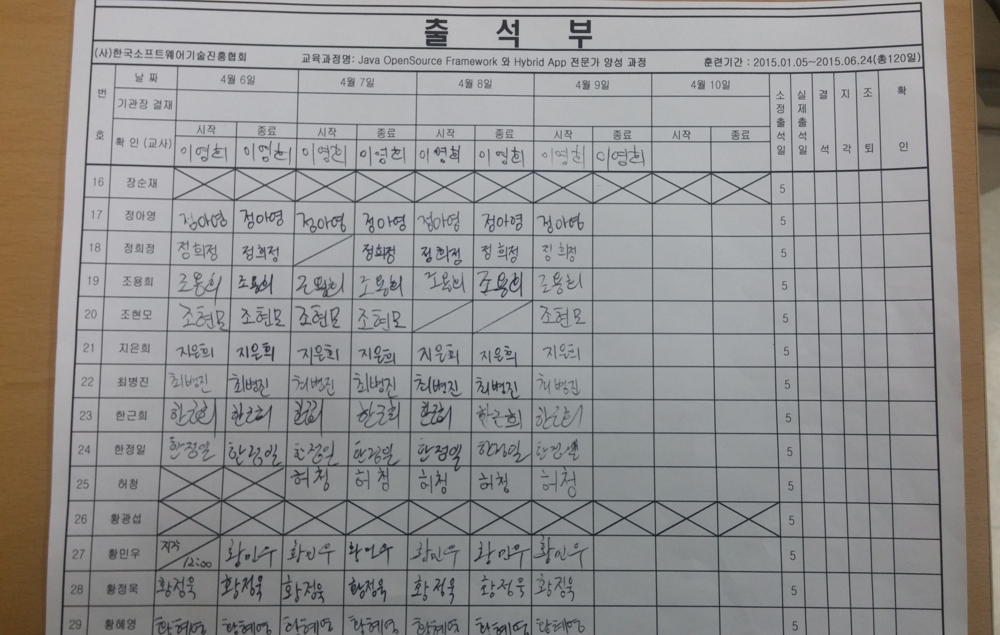 출 석 부
(사)한국소프트웨어기술진흥협회 교육과정명: Java OpenSource Framework 와 Hybrid App 전문가 양성 과정 훈련기간 : 2015.01.05~2015.06.24(총120일)
번호 날 짜 4월 6일 4월 7일 4월 8일 4월 9일 4월 10일 소정출석일 실제출석일 결석 지각 조퇴 확인
기관장 결재
확 인 (교사) 시작 종료 시작 종료 시작 종료 시작 종료 시작 종료
이영희 이영희 이영희 이영희 이영희 이영희 이영희 이영희
16 장순재 5
17 정아영 정아영 정아영 정아영 정아영 정아영 정아영 정아영 5
18 정희정 정희정 정희정 정희정 정희정 정희정 정희정 5
19 조용희 조용희 조용희 조용희 조용희 조용희 조용희 조용희 5
20 조현모 조현모 조현모 조현모 조현모 조현모 5
21 지은희 지은희 지은희 지은희 지은희 지은희 지은희 지은희 5
22 최병진 최병진 최병진 최병진 최병진 최병진 최병진 최병진 5
23 한근희 한근희 한근희 한근희 한근희 한근희 한근희 한근희 5
24 한정일 한정일 한정일 한정일 한정일 한정일 한정일 한정일 5
25 허청 허청 허청 허청 허청 허청 5
26 황광섭 5
27 황민우 지각 12:00 황민우 황민우 황민우 황민우 황민우 황민우 5
28 황정욱 황정욱 황정욱 황정욱 황정욱 황정욱 황정욱 황정욱 5
29 황혜영 황혜영 황혜영 황혜영 황혜영 황혜영 황혜영 황혜영 5